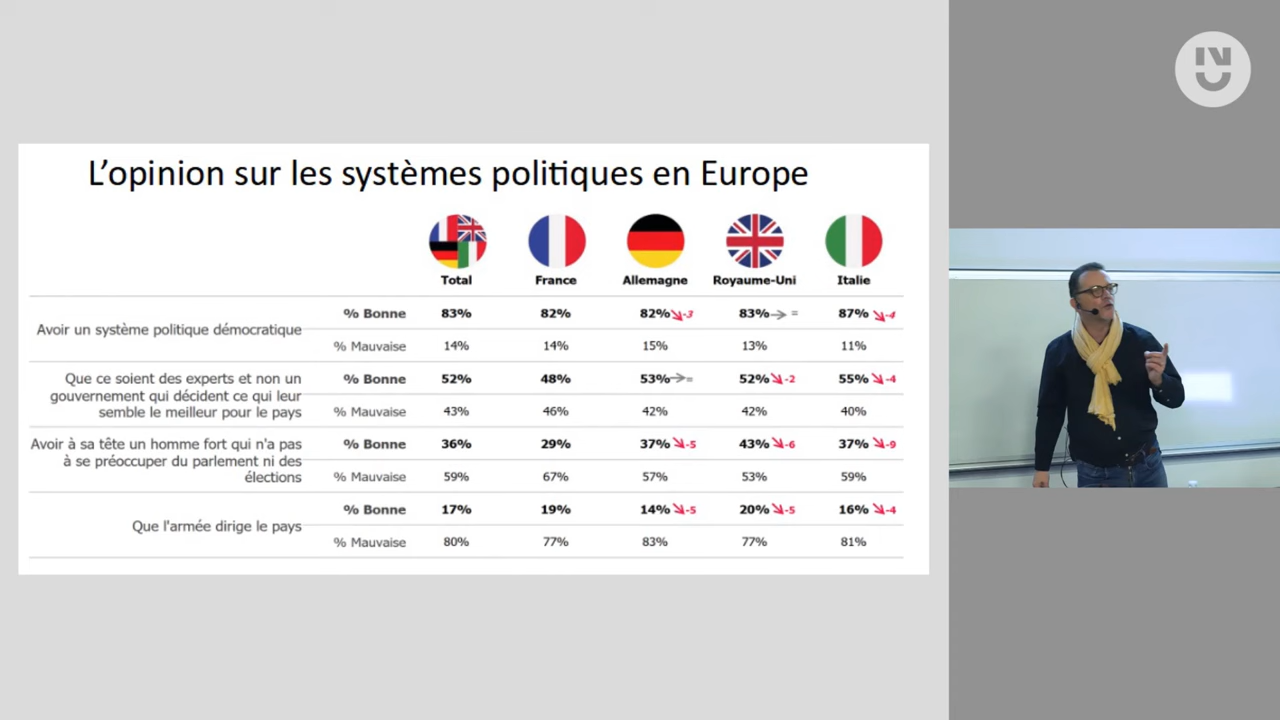 L'opinion sur les systèmes politiques en Europe
Total France Allemagne Royaume-Uni Italie
Avoir un système politique démocratique
% Bonne 83% 82% 82% -3 83% = 87% -4
% Mauvaise 14% 14% 15% 13% 11%
Que ce soient des experts et non un
gouvernement qui décident ce qui leur
semble le meilleur pour le pays
% Bonne 52% 48% 53% = 52% -2 55% -4
% Mauvaise 43% 46% 42% 42% 40%
Avoir à sa tête un homme fort qui n'a pas
à se préoccuper du parlement ni des
élections
% Bonne 36% 29% 37% -5 43% -6 37% -9
% Mauvaise 59% 67% 57% 53% 59%
Que l'armée dirige le pays
% Bonne 17% 19% 14% -5 20% -5 16% -4
% Mauvaise 80% 77% 83% 77% 81%